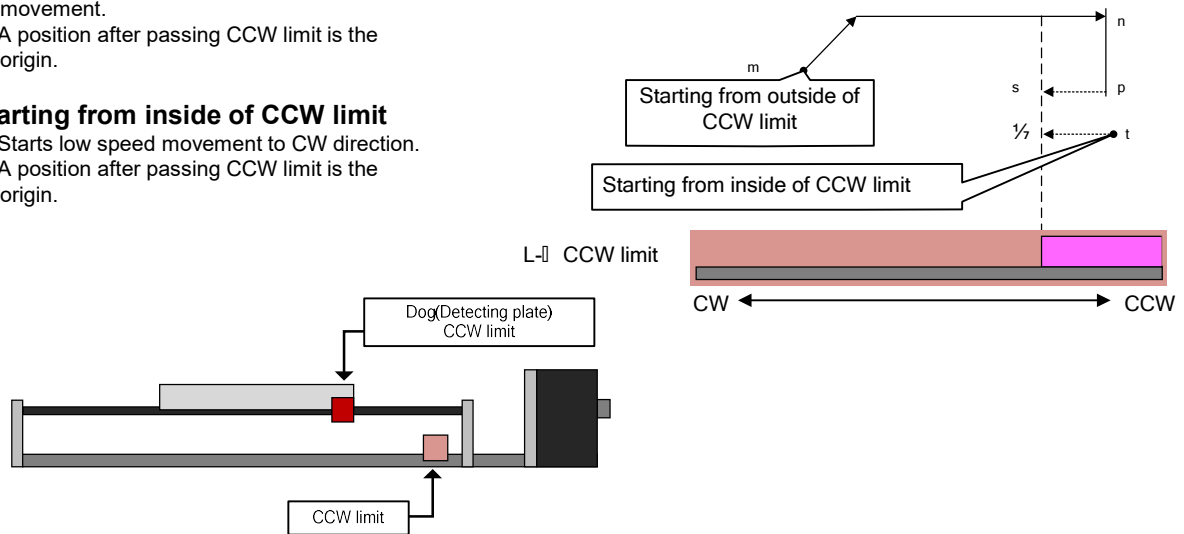 movement.
A position after passing CCW limit is the
origin.
arting from inside of CCW limit
Starts low speed movement to CW direction.
A position after passing CCW limit is the
origin.
n
m
Starting from outside of
CCW limit
s
p
⅐
t
Starting from inside of CCW limit
L-▯ CCW limit
CW
CCW
Dog(Detecting plate)
CCW limit
CCW limit